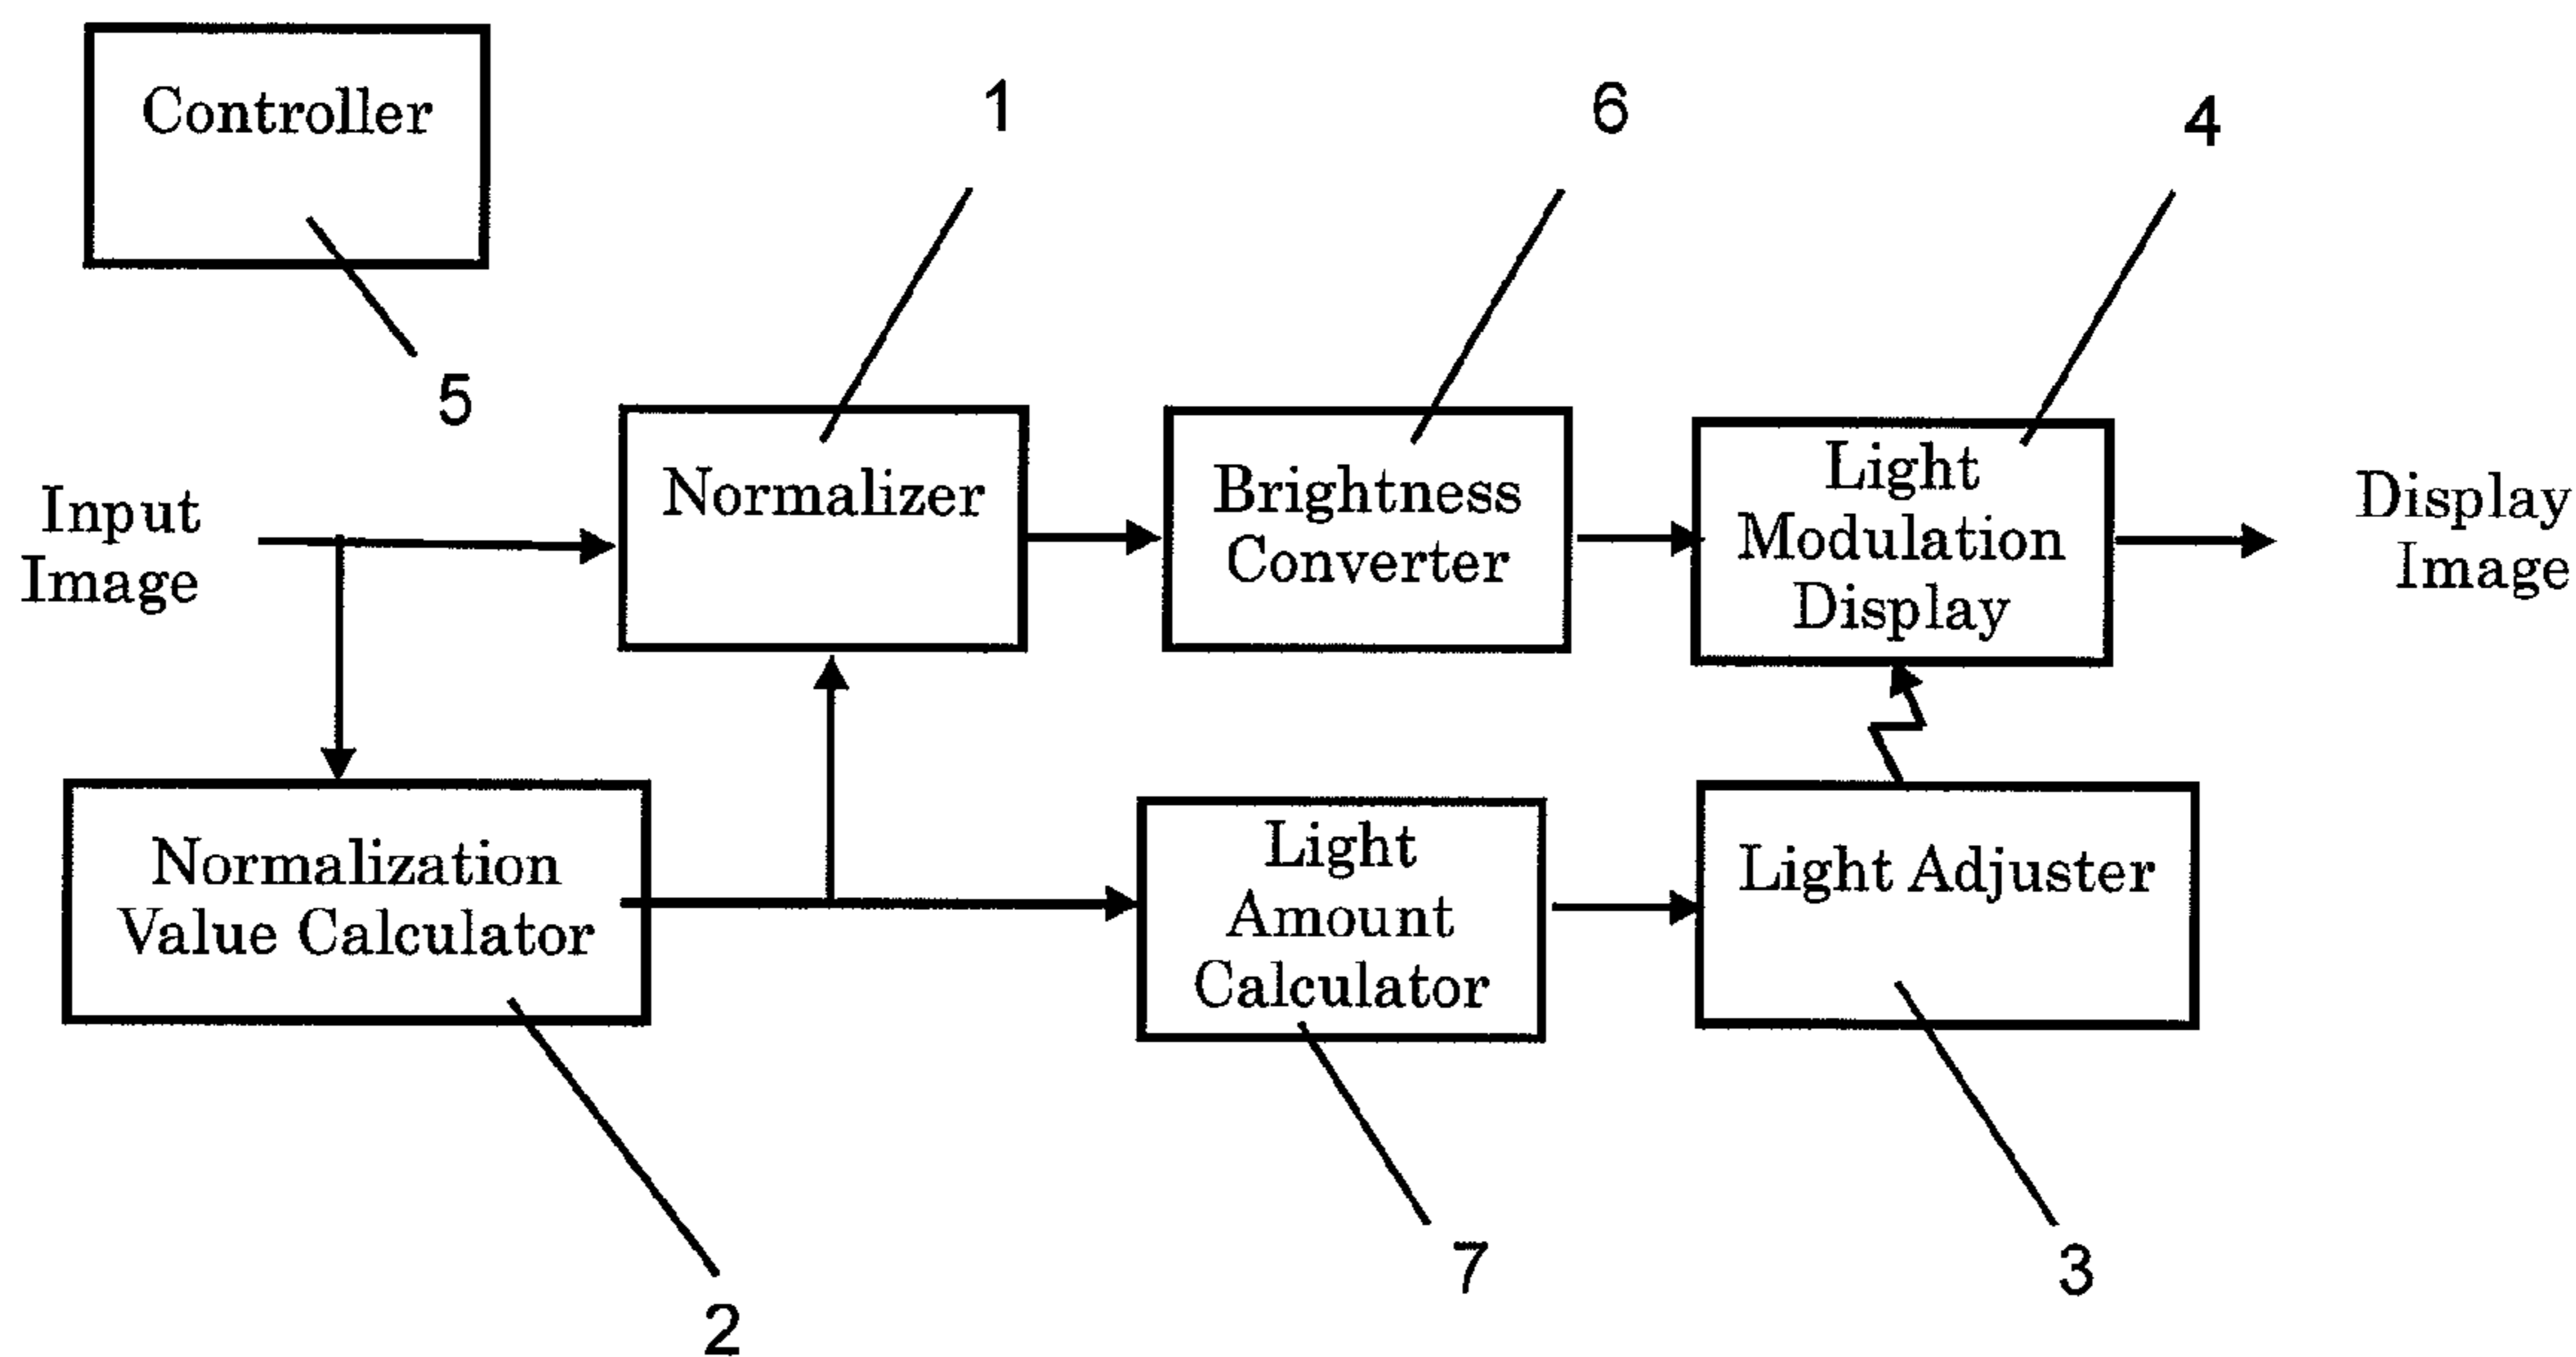 Controller
1
6
4
5
Input
Image
Normalizer
Brightness
Converter
Light
Modulation
Display
Display
Image
Normalization
Value Calculator
Light
Amount
Calculator
Light Adjuster
2
7
3